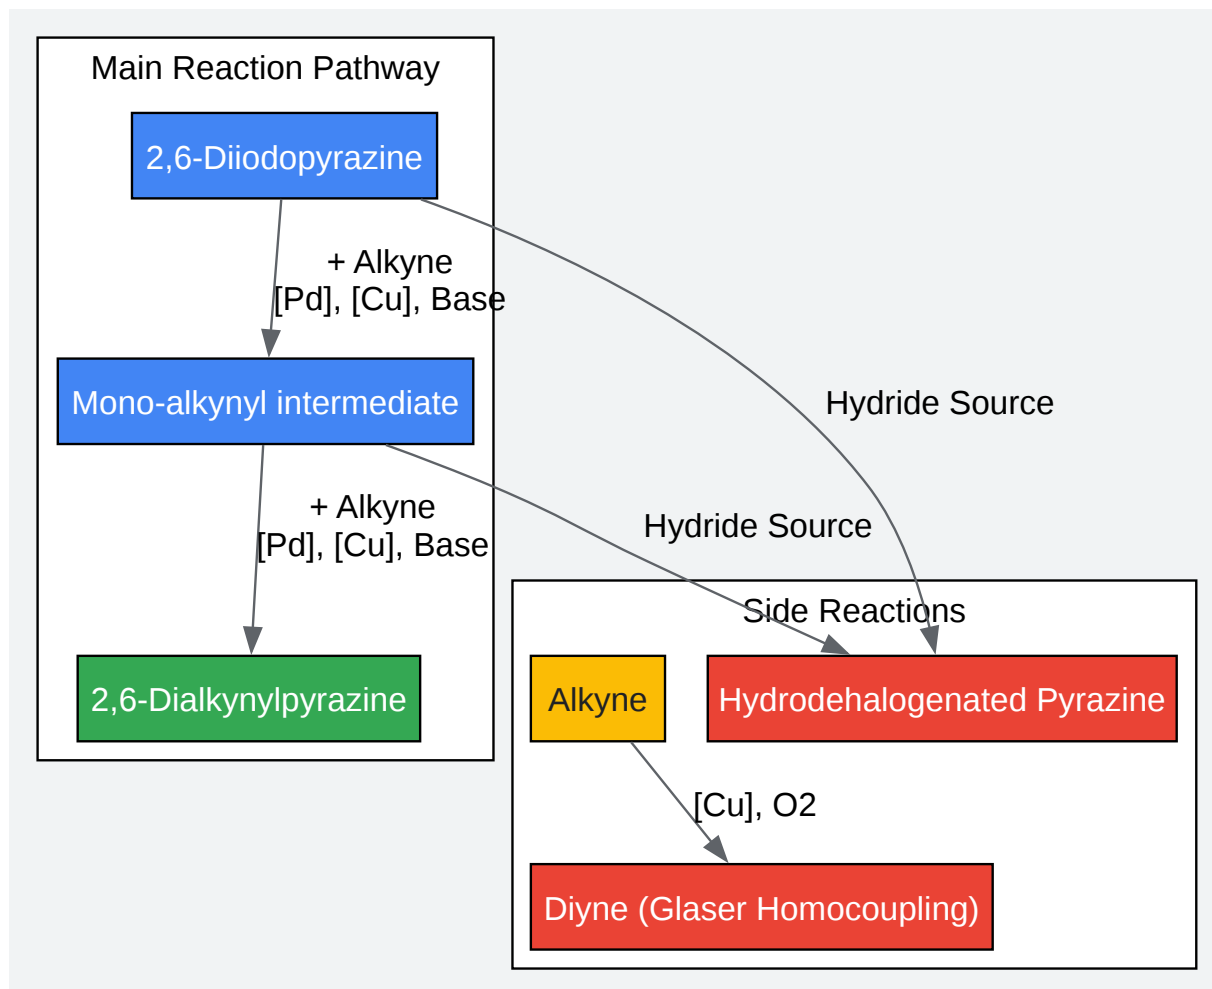 Main Reaction Pathway
2,6-Diiodopyrazine
+ Alkyne
[Pd], [Cu], Base
Mono-alkynyl intermediate
+ Alkyne
[Pd], [Cu], Base
2,6-Dialkynylpyrazine
Hydride Source
Hydride Source
Side Reactions
Alkyne
Hydrodehalogenated Pyrazine
[Cu], O2
Diyne (Glaser Homocoupling)